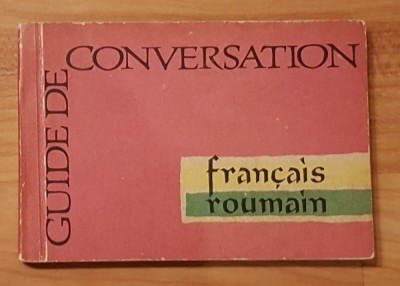 GUIDE DE
CONVERSATION
français
roumain